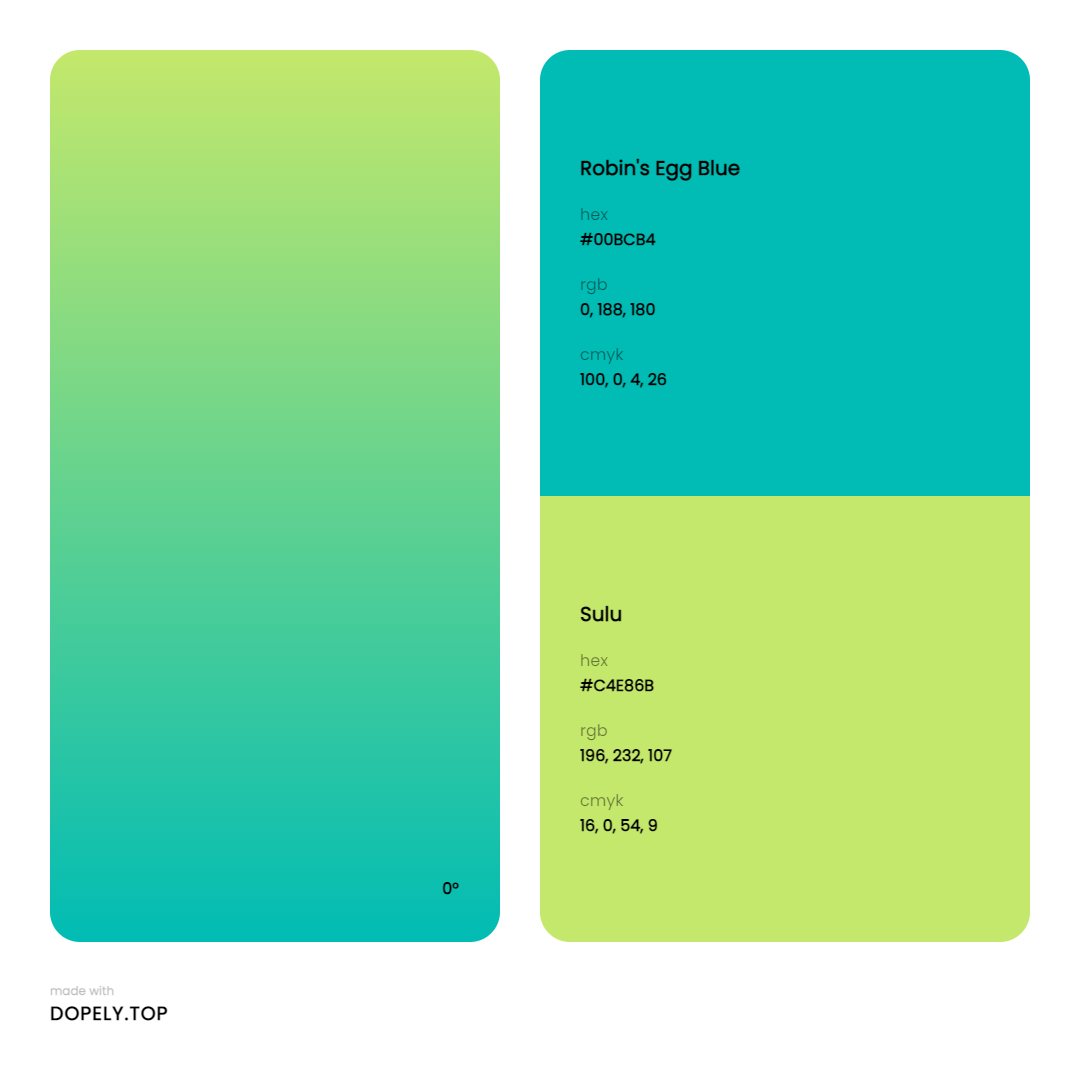 Robin's Egg Blue
hex
#00BCB4
rgb
0, 188, 180
cmyk
100, 0, 4, 26
Sulu
hex
#C4E86B
rgb
196, 232, 107
cmyk
16, 0, 54, 9
0°
made with
DOPELY.TOP